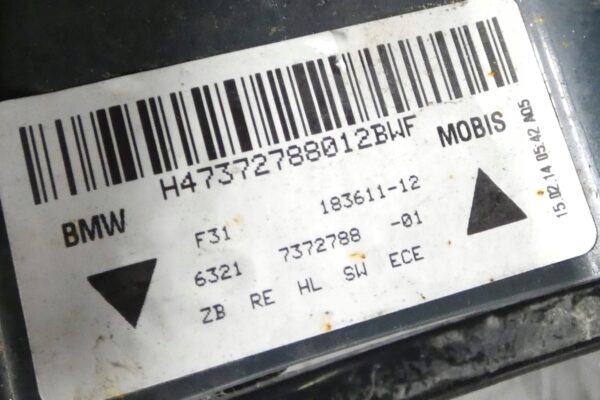 H47372788012BWF
BMW
MOBIS
F31 183611-12
6321 7372788 -01
ZB RE HL SW ECE
15.02.14 05.42 A05